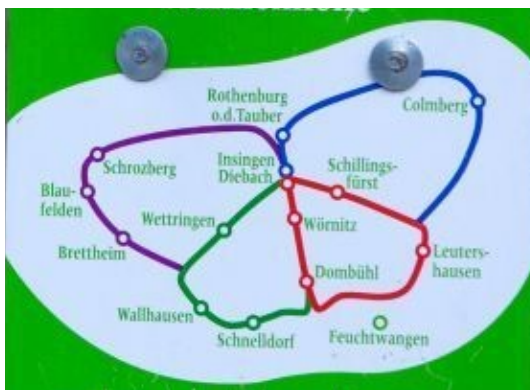 Rothenburg
o.d.Tauber
Colmberg
Schrozberg
Insingen
Diebach
Schillings-
fürst
Blau-
felden
Wettringen
Wörnitz
Brettheim
Leuters-
hausen
Dombühl
Wallhausen
Schnelldorf
Feuchtwangen